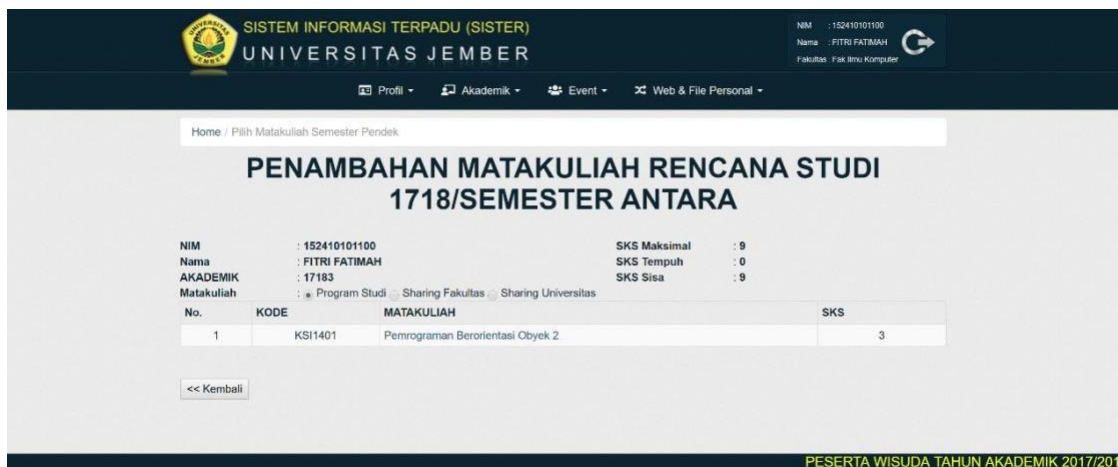 SISTEM INFORMASI TERPADU (SISTER)
UNIVERSITAS JEMBER
NIM : 152410101100
Nama : FITRI FATIMAH
Fakultas Fak Ilmu Komputer
UNIVERSITAS
JEMBER
Profil Akademik Event Web & File Personal
Home / Pilih Matakuliah Semester Pendek
PENAMBAHAN MATAKULIAH RENCANA STUDI
1718/SEMESTER ANTARA
NIM : 152410101100 SKS Maksimal : 9
Nama : FITRI FATIMAH SKS Tempuh : 0
AKADEMIK : 17183 SKS Sisa : 9
Matakuliah : Program Studi Sharing Fakultas Sharing Universitas
No. KODE MATAKULIAH SKS
1 KSI1401 Pemrograman Berorientasi Obyek 2 3
<< Kembali
PESERTA WISUDA TAHUN AKADEMIK